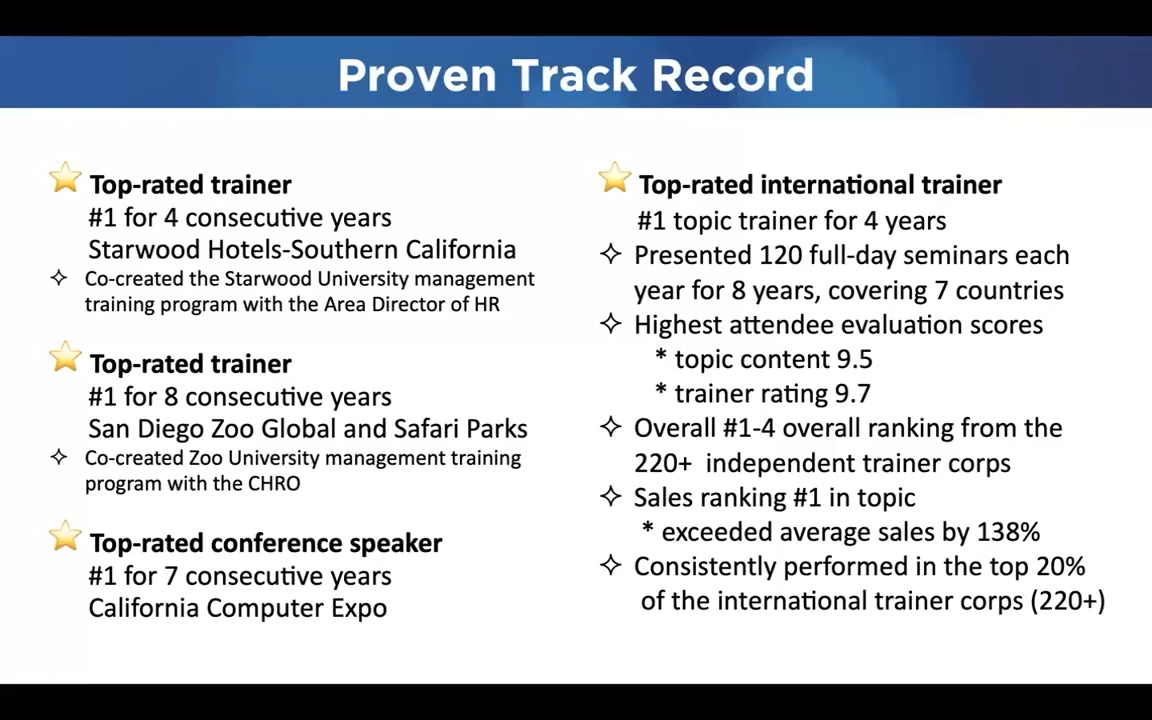 Proven Track Record
Top-rated trainer
#1 for 4 consecutive years
Starwood Hotels-Southern California
Co-created the Starwood University management
training program with the Area Director of HR
Top-rated trainer
#1 for 8 consecutive years
San Diego Zoo Global and Safari Parks
Co-created Zoo University management training
program with the CHRO
Top-rated conference speaker
#1 for 7 consecutive years
California Computer Expo
Top-rated international trainer
#1 topic trainer for 4 years
Presented 120 full-day seminars each
year for 8 years, covering 7 countries
Highest attendee evaluation scores
* topic content 9.5
* trainer rating 9.7
Overall #1-4 overall ranking from the
220+ independent trainer corps
Sales ranking #1 in topic
* exceeded average sales by 138%
Consistently performed in the top 20%
of the international trainer corps (220+)